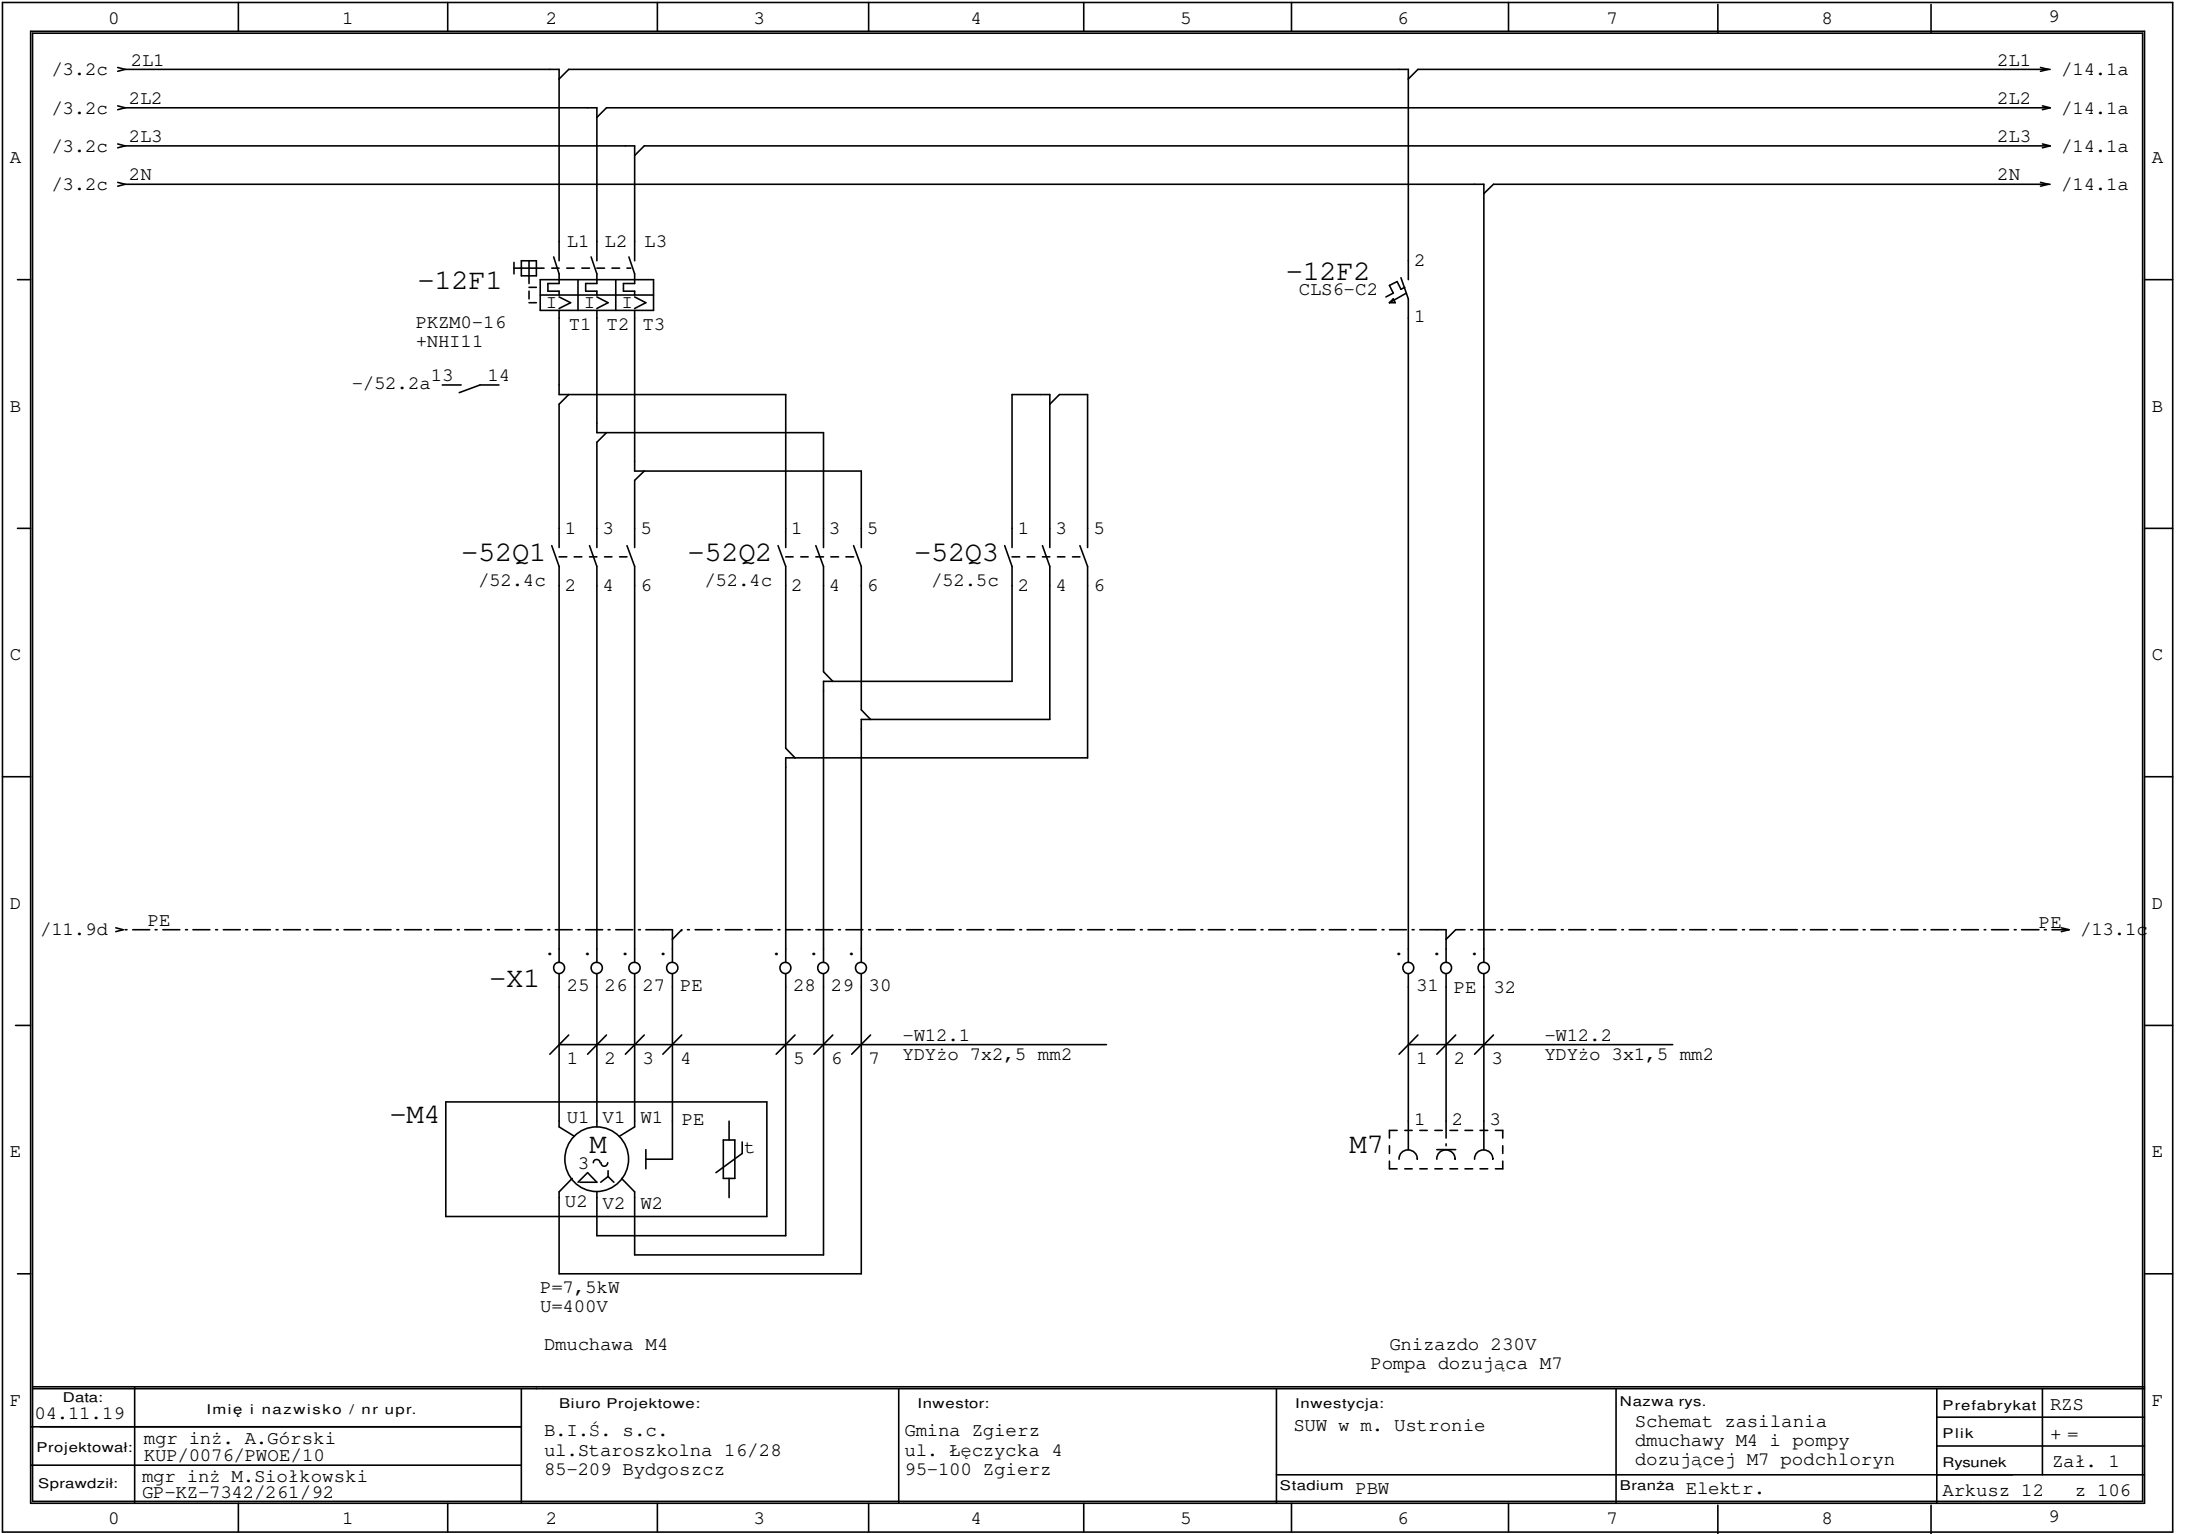 0 1 2 3 4 5 6 7 8 9
/3.2c 2L1 2L1 /14.1a
/3.2c 2L2 2L2 /14.1a
/3.2c 2L3 2L3 /14.1a
A A
/3.2c 2N 2N /14.1a
L1 L2 L3
-12F1
I> I> I>
PKZM0-16 T1 T2 T3
+NHI11
-/52.2a 13 14
2
-12F2
CLS6-C2
1
B B
1 3 5 1 3 5 1 3 5
-52Q1 -52Q2 -52Q3
/52.4c 2 4 6 /52.4c 2 4 6 /52.5c 2 4 6
C C
D D
/11.9d PE PE /13.1c
-X1 25 26 27 PE 28 29 30 31 PE 32
-W12.1
1 2 3 4 5 6 7 YDYżo 7x2,5 mm2
-W12.2
1 2 3 YDYżo 3x1,5 mm2
-M4 U1 V1 W1 PE
M
3~
t
U2 V2 W2
1 2 3
M7
E E
P=7,5kW
U=400V
Dmuchawa M4
Gnizazdo 230V
Pompa dozująca M7
F F
Data:
04.11.19
Imię i nazwisko / nr upr.
Projektował:
mgr inż. A.Górski
KUP/0076/PWOE/10
Sprawdził:
mgr inż M.Siołkowski
GP-KZ-7342/261/92
Biuro Projektowe:
B.I.Ś. s.c.
ul.Staroszkolna 16/28
85-209 Bydgoszcz
Inwestor:
Gmina Zgierz
ul. Łęczycka 4
95-100 Zgierz
Inwestycja:
SUW w m. Ustronie
Stadium PBW
Nazwa rys.
Schemat zasilania
dmuchawy M4 i pompy
dozującej M7 podchloryn
Branża Elektr.
Prefabrykat RZS
Plik + =
Rysunek Zał. 1
Arkusz 12 z 106
0 1 2 3 4 5 6 7 8 9